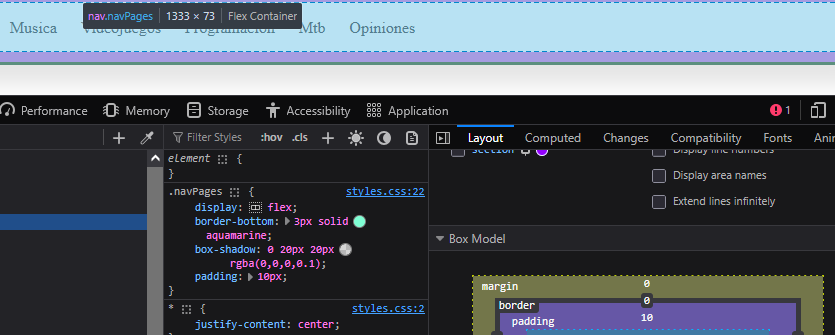 nav.navPages | 1333 × 73 | Flex Container
Musica Videojuegos Programacion Mtb Opiniones
Performance Memory Storage Accessibility Application 1
Filter Styles :hov .cls Layout Computed Changes Compatibility Fonts Ani
element { section Display line numbers
} Display area names
.navPages { styles.css:22
display: flex; Extend lines infinitely
border-bottom: 3px solid
aquamarine; Box Model
box-shadow: 0 20px 20px
rgba(0,0,0,0.1);
padding: 10px; margin 0
} border 0
* { styles.css:2 padding 10
justify-content: center;